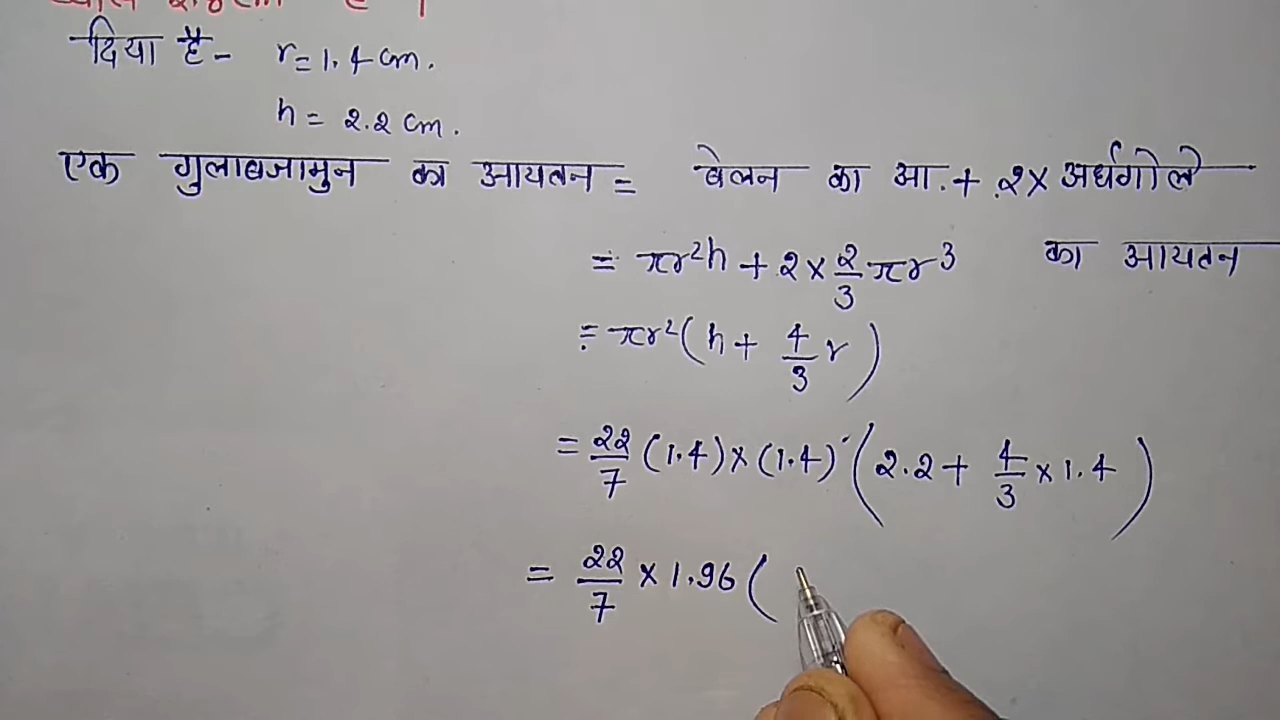 दिया है- r=1.4 cm.
h = 2.2 cm.
एक गुलाबजामुन का आयतन = बेलन का आ. + 2× अर्धगोले
का आयतन
= πr²h + 2 × 2/3 πr³
= πr² (h + 4/3 r)
= 22/7 (1.4) × (1.4) (2.2 + 4/3 × 1.4)
= 22/7 × 1.96 (